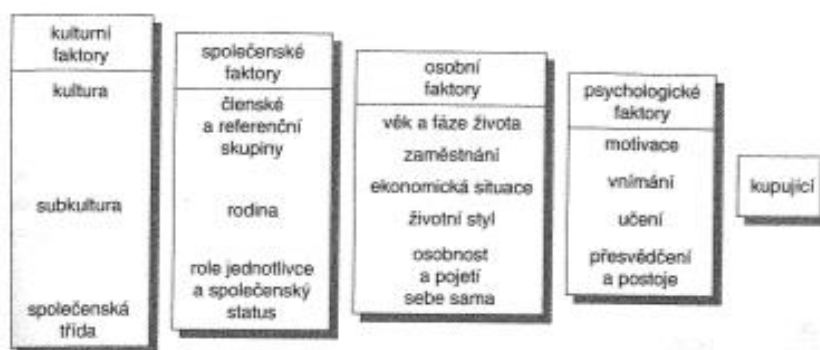 kulturní
faktory
kultura
subkultura
společenská
třída
společenské
faktory
členské
a referenční
skupiny
rodina
role jednotlivce
a společenský
status
osobní
faktory
věk a fáze života
zaměstnání
ekonomická situace
životní styl
osobnost
a pojetí
sebe sama
psychologické
faktory
motivace
vnímání
učení
přesvědčení
a postoje
kupující